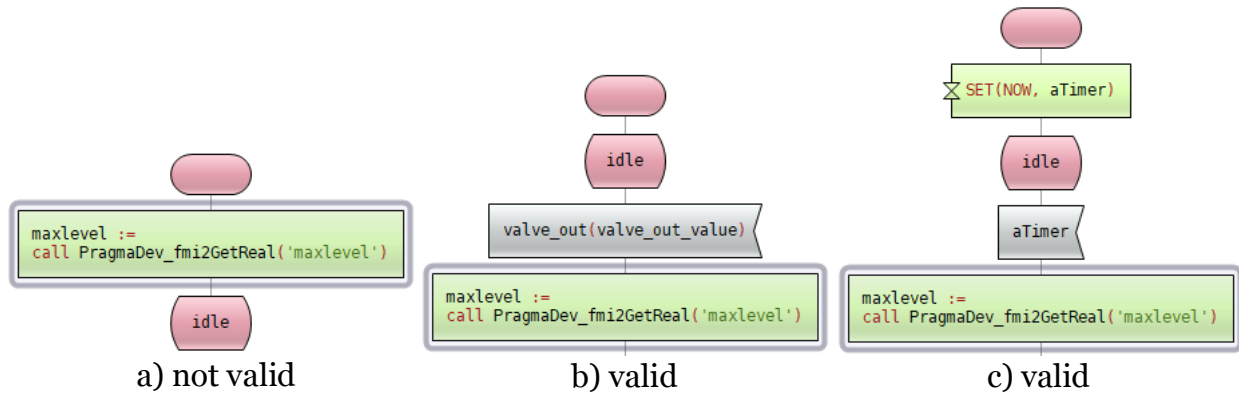 maxlevel :=
call PragmaDev_fmi2GetReal('maxlevel')
idle
a) not valid
idle
valve_out(valve_out_value)
maxlevel :=
call PragmaDev_fmi2GetReal('maxlevel')
b) valid
SET(NOW, aTimer)
idle
aTimer
maxlevel :=
call PragmaDev_fmi2GetReal('maxlevel')
c) valid